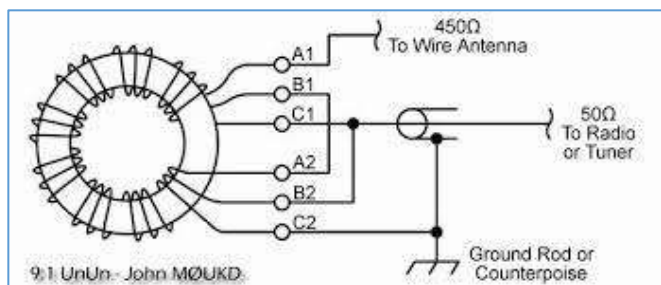 450Ω
To Wire Antenna
A1
B1
C1
50Ω
To Radio
or Tuner
A2
B2
C2
Ground Rod or
Counterpoise
9:1 UnUn - John MØUKD